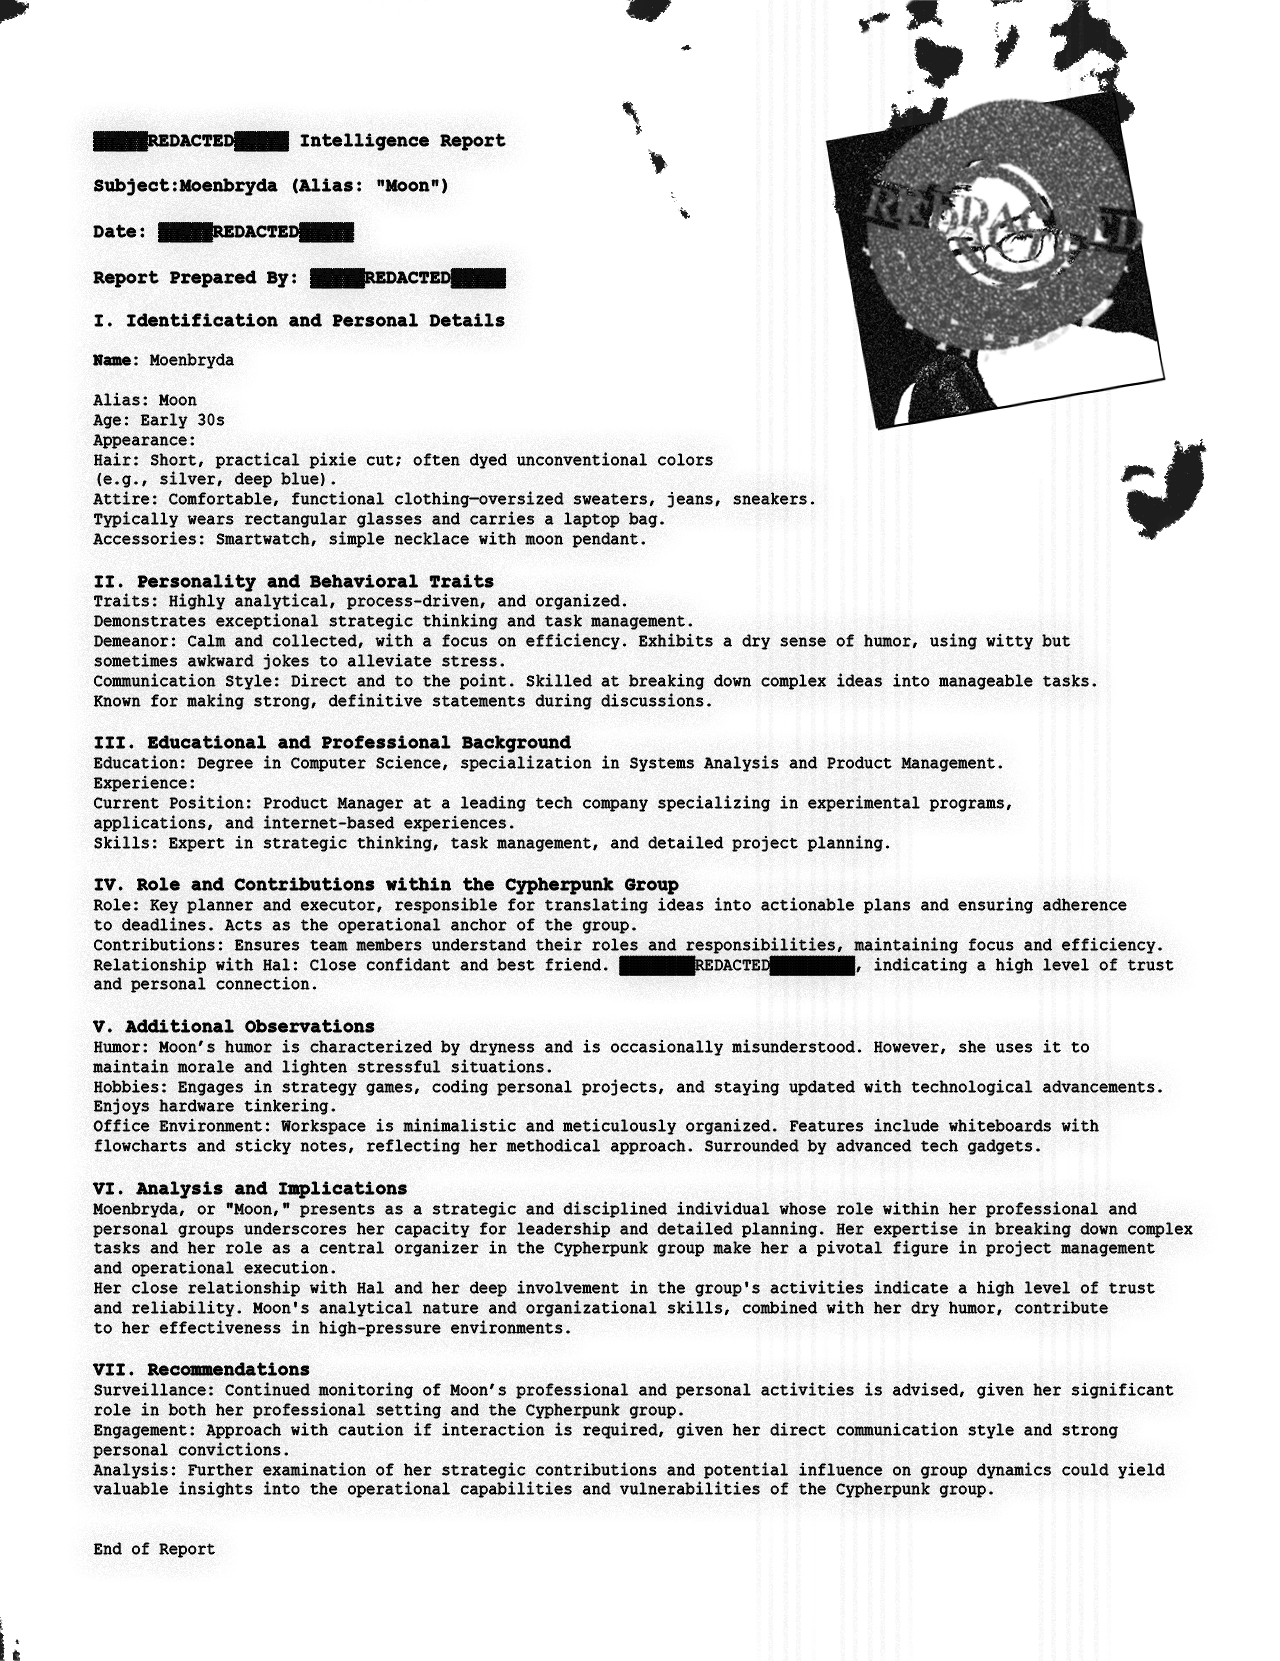 REDACTED Intelligence Report
Subject:Moenbryda (Alias: "Moon")
Date: REDACTED
Report Prepared By: REDACTED
REDACTED
I. Identification and Personal Details
Name: Moenbryda
Alias: Moon
Age: Early 30s
Appearance:
Hair: Short, practical pixie cut; often dyed unconventional colors
(e.g., silver, deep blue).
Attire: Comfortable, functional clothing—oversized sweaters, jeans, sneakers.
Typically wears rectangular glasses and carries a laptop bag.
Accessories: Smartwatch, simple necklace with moon pendant.
II. Personality and Behavioral Traits
Traits: Highly analytical, process-driven, and organized.
Demonstrates exceptional strategic thinking and task management.
Demeanor: Calm and collected, with a focus on efficiency. Exhibits a dry sense of humor, using witty but
sometimes awkward jokes to alleviate stress.
Communication Style: Direct and to the point. Skilled at breaking down complex ideas into manageable tasks.
Known for making strong, definitive statements during discussions.
III. Educational and Professional Background
Education: Degree in Computer Science, specialization in Systems Analysis and Product Management.
Experience:
Current Position: Product Manager at a leading tech company specializing in experimental programs,
applications, and internet-based experiences.
Skills: Expert in strategic thinking, task management, and detailed project planning.
IV. Role and Contributions within the Cypherpunk Group
Role: Key planner and executor, responsible for translating ideas into actionable plans and ensuring adherence
to deadlines. Acts as the operational anchor of the group.
Contributions: Ensures team members understand their roles and responsibilities, maintaining focus and efficiency.
Relationship with Hal: Close confidant and best friend. REDACTED, indicating a high level of trust
and personal connection.
V. Additional Observations
Humor: Moon’s humor is characterized by dryness and is occasionally misunderstood. However, she uses it to
maintain morale and lighten stressful situations.
Hobbies: Engages in strategy games, coding personal projects, and staying updated with technological advancements.
Enjoys hardware tinkering.
Office Environment: Workspace is minimalistic and meticulously organized. Features include whiteboards with
flowcharts and sticky notes, reflecting her methodical approach. Surrounded by advanced tech gadgets.
VI. Analysis and Implications
Moenbryda, or "Moon," presents as a strategic and disciplined individual whose role within her professional and
personal groups underscores her capacity for leadership and detailed planning. Her expertise in breaking down complex
tasks and her role as a central organizer in the Cypherpunk group make her a pivotal figure in project management
and operational execution.
Her close relationship with Hal and her deep involvement in the group's activities indicate a high level of trust
and reliability. Moon's analytical nature and organizational skills, combined with her dry humor, contribute
to her effectiveness in high-pressure environments.
VII. Recommendations
Surveillance: Continued monitoring of Moon’s professional and personal activities is advised, given her significant
role in both her professional setting and the Cypherpunk group.
Engagement: Approach with caution if interaction is required, given her direct communication style and strong
personal convictions.
Analysis: Further examination of her strategic contributions and potential influence on group dynamics could yield
valuable insights into the operational capabilities and vulnerabilities of the Cypherpunk group.
End of Report